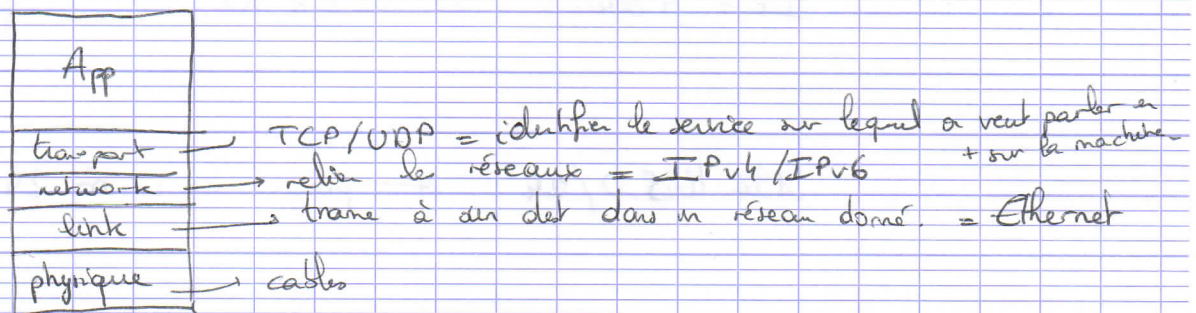 App
transport → TCP/UDP = identifier le service sur lequel on veut parler en
+ sur la machine
network → relier le réseaux = IPv4/IPv6
link → trame à un dest dans un réseau donné. = Ethernet
physique → cables